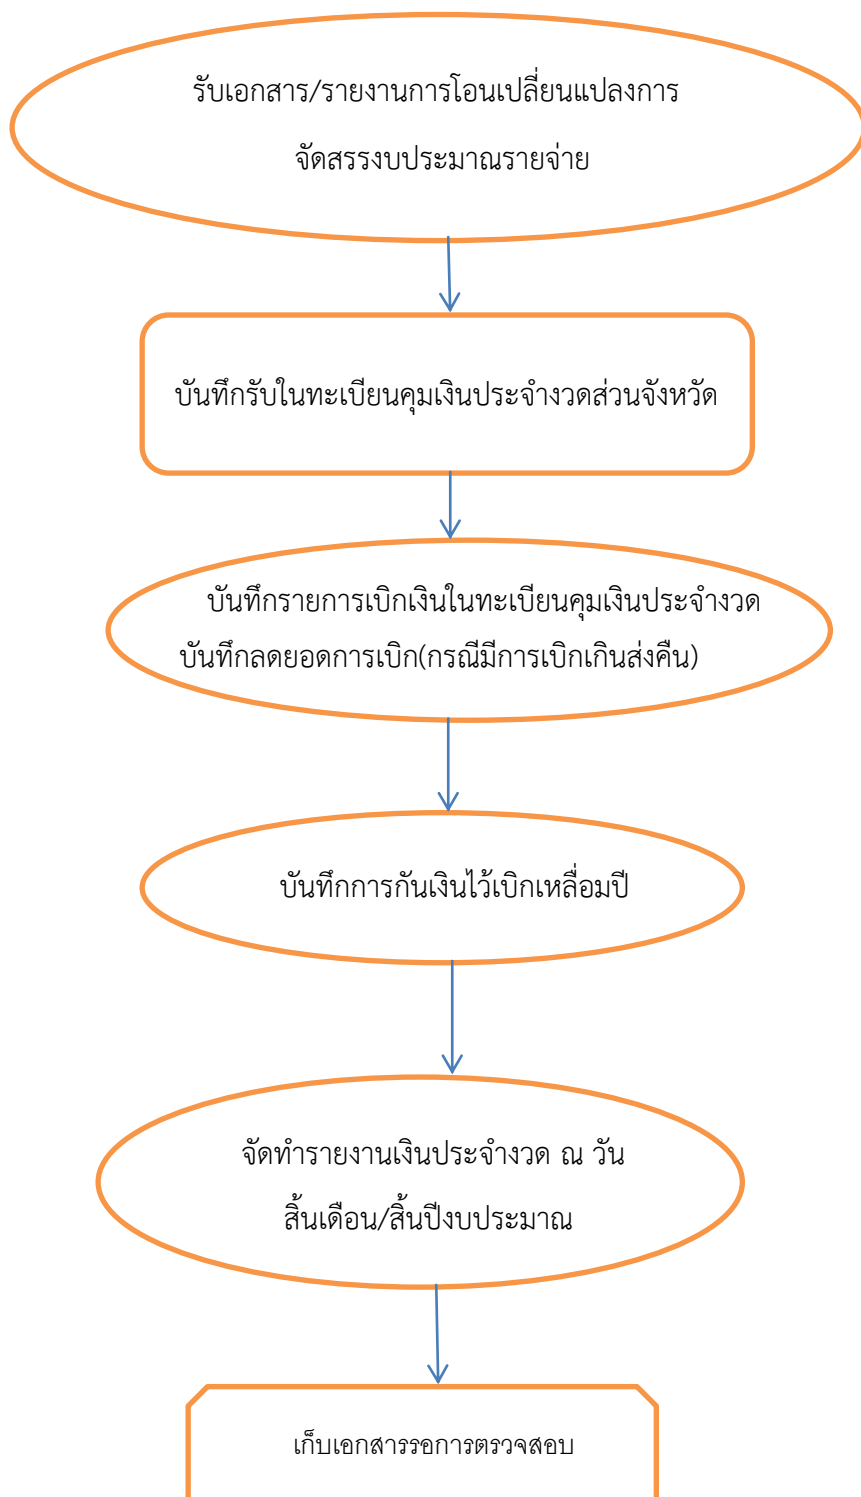 รับเอกสาร/รายงานการโอนเปลี่ยนแปลงการ
จัดสรรงบประมาณรายจ่าย
บันทึกรับในทะเบียนคุมเงินประจำงวดส่วนจังหวัด
บันทึกรายการเบิกเงินในทะเบียนคุมเงินประจำงวด
บันทึกลดยอดการเบิก(กรณีมีการเบิกเกินส่งคืน)
บันทึกการกันเงินไว้เบิกเหลื่อมปี
จัดทำรายงานเงินประจำงวด ณ วัน
สิ้นเดือน/สิ้นปีงบประมาณ
เก็บเอกสารรอการตรวจสอบ